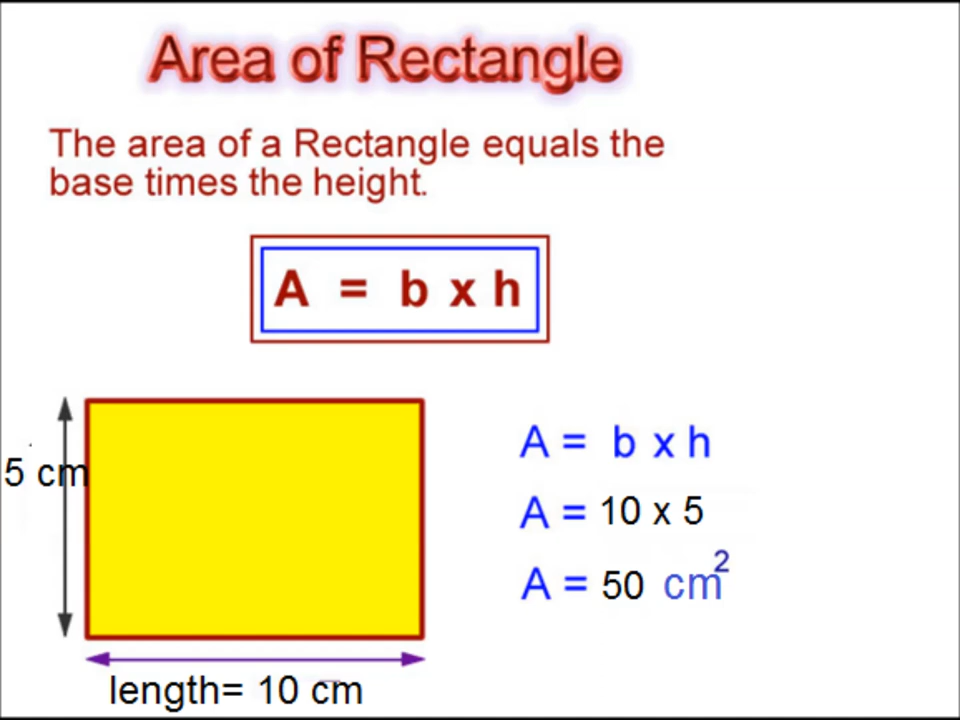 Area of Rectangle
The area of a Rectangle equals the
base times the height.
A = b x h
5 cm
length= 10 cm
A = b x h
A = 10 x 5
A = 50 cm²